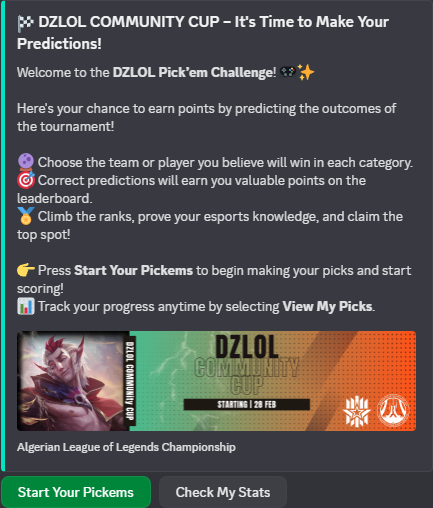 DZLOL COMMUNITY CUP – It's Time to Make Your
Predictions!
Welcome to the DZLOL Pick'em Challenge!
Here's your chance to earn points by predicting the outcomes of
the tournament!
Choose the team or player you believe will win in each category.
Correct predictions will earn you valuable points on the
leaderboard.
Climb the ranks, prove your esports knowledge, and claim the
top spot!
Press Start Your Pickems to begin making your picks and start
scoring!
Track your progress anytime by selecting View My Picks.
DZLOL COMMUNITY CUP
DZLOL
COMMUNITY
CUP
STARTING | 28 FEB
Algerian League of Legends Championship
Start Your Pickems
Check My Stats